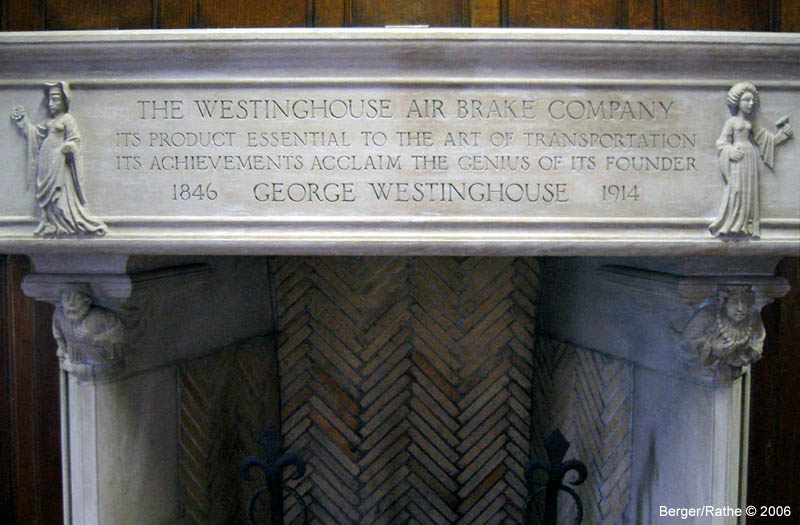 THE WESTINGHOUSE AIR BRAKE COMPANY
ITS PRODUCT ESSENTIAL TO THE ART OF TRANSPORTATION
ITS ACHIEVEMENTS ACCLAIM THE GENIUS OF ITS FOUNDER
1846 GEORGE WESTINGHOUSE 1914
Berger/Rathe © 2006